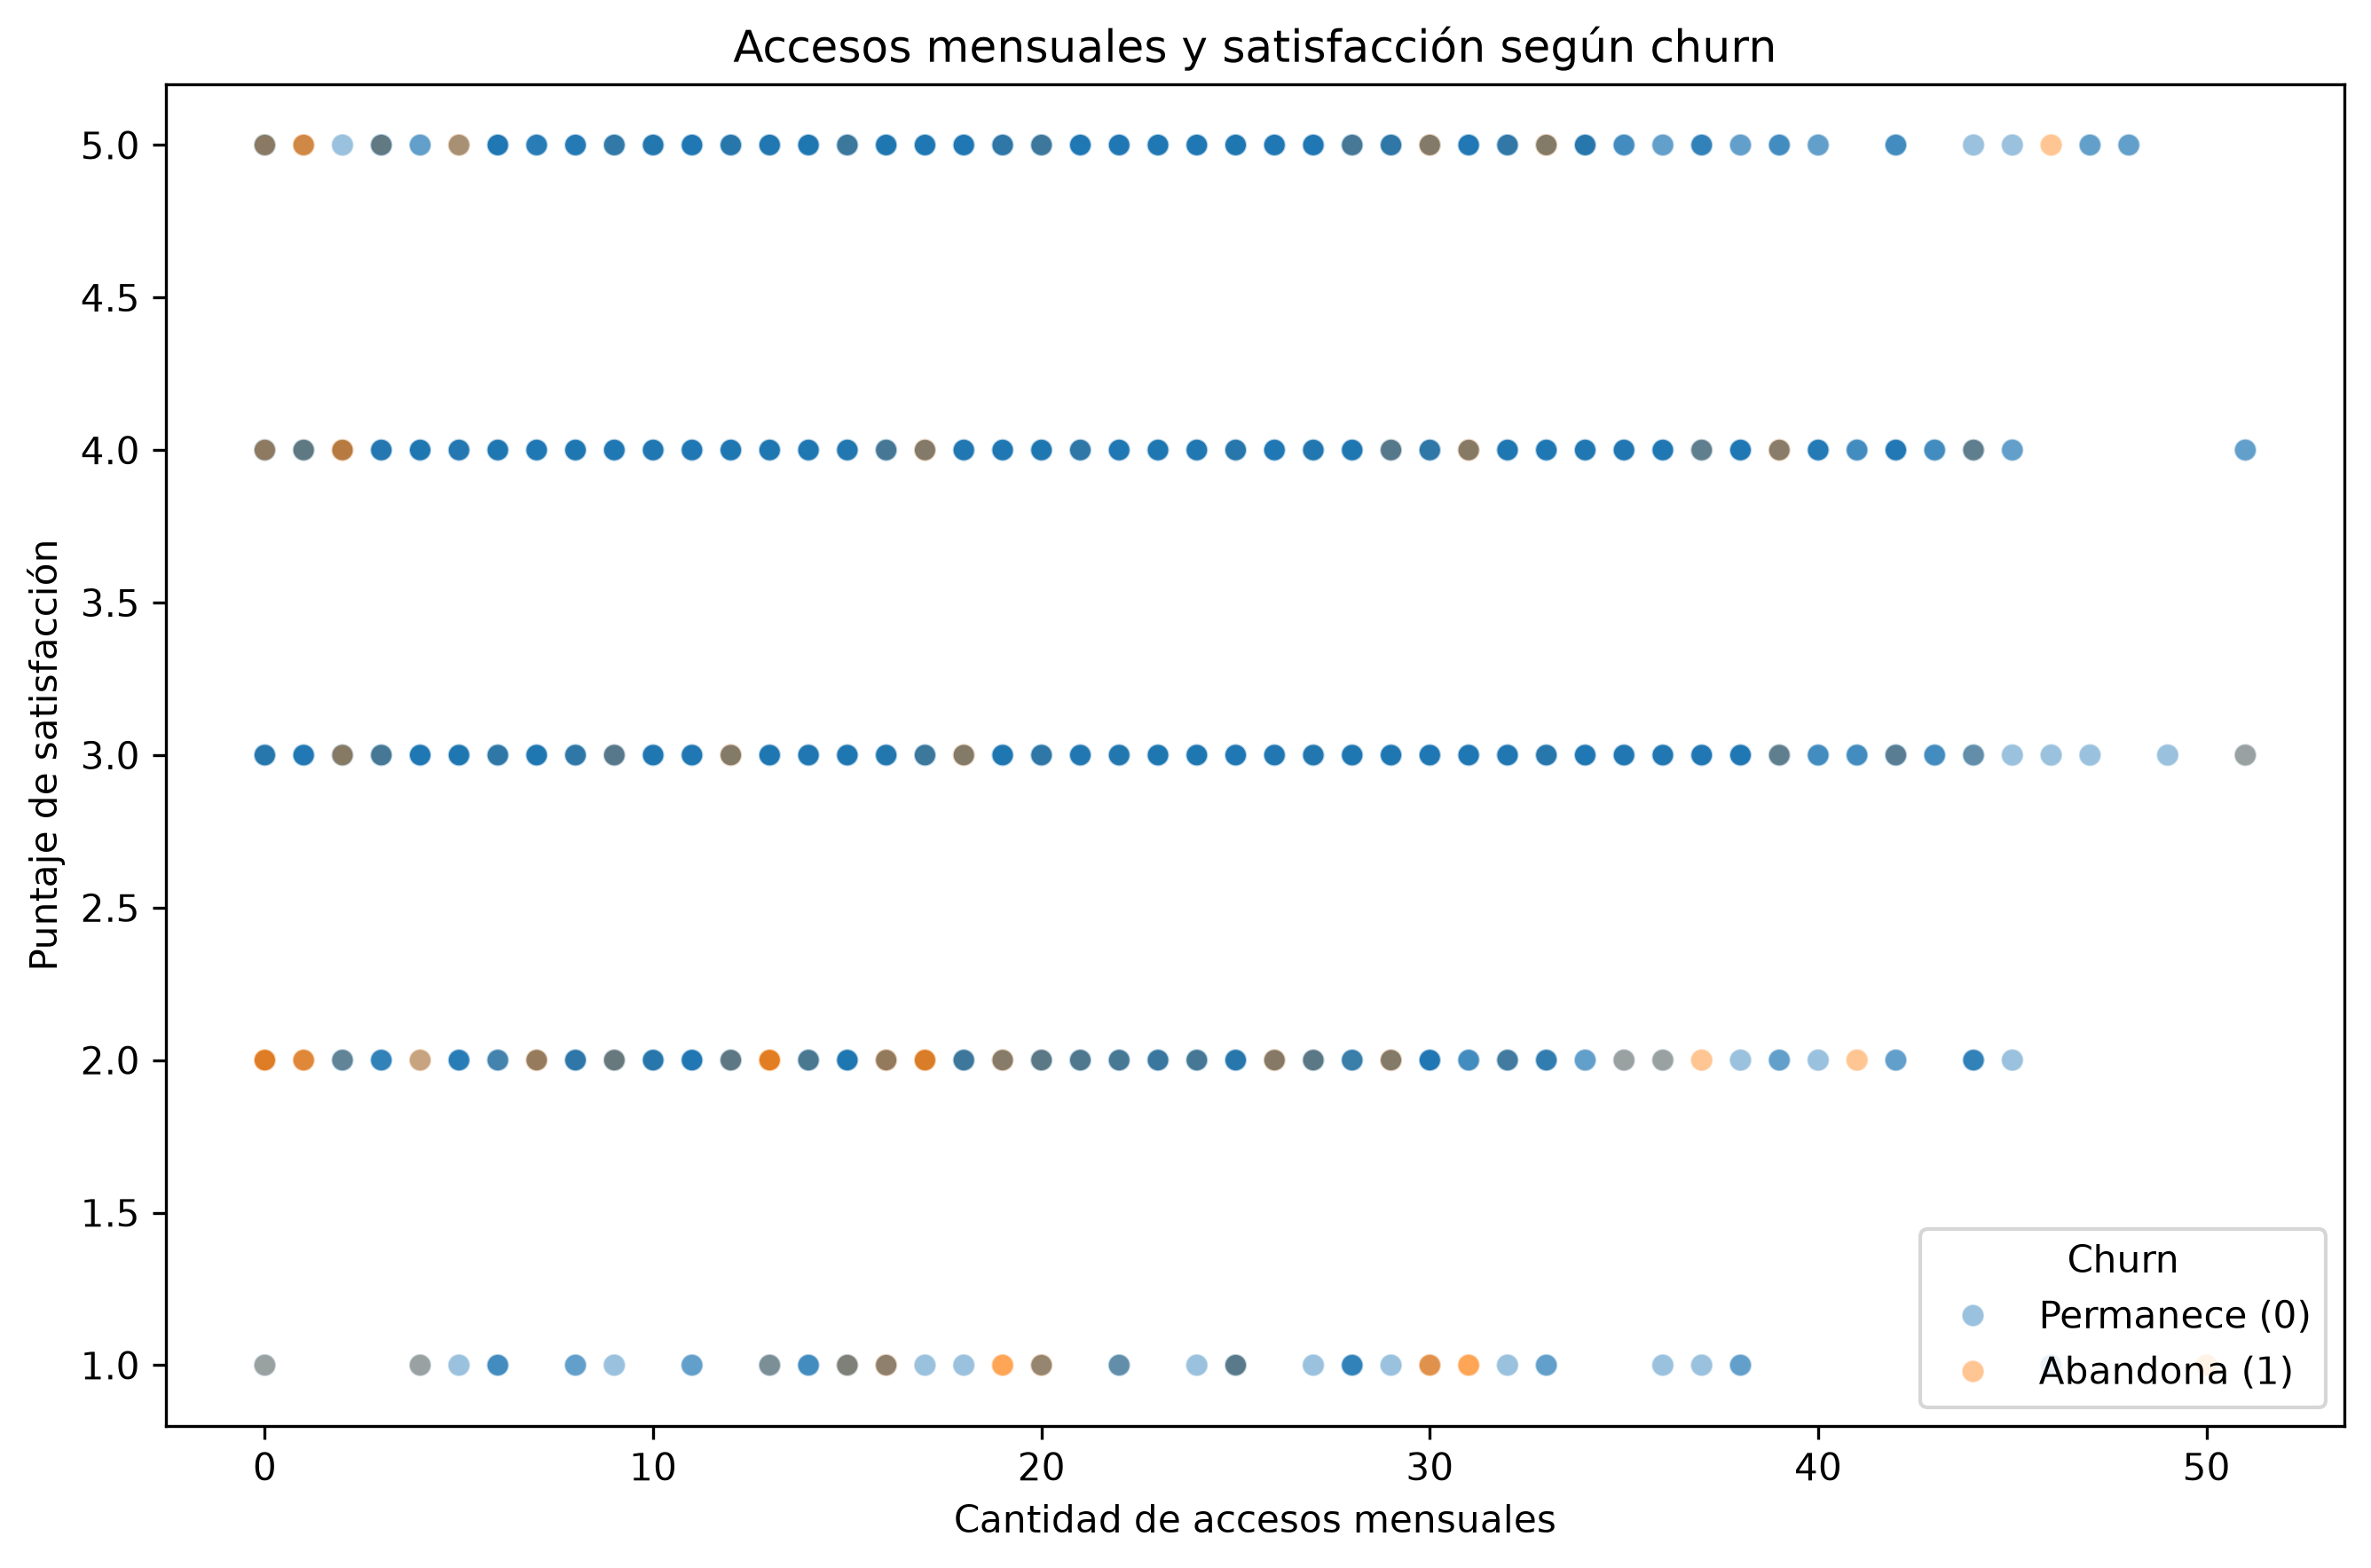 Accesos mensuales y satisfacción según churn
Puntaje de satisfacción
5.0
4.5
4.0
3.5
3.0
2.5
2.0
1.5
1.0
Churn
Permanece (0)
Abandona (1)
0 10 20 30 40 50
Cantidad de accesos mensuales